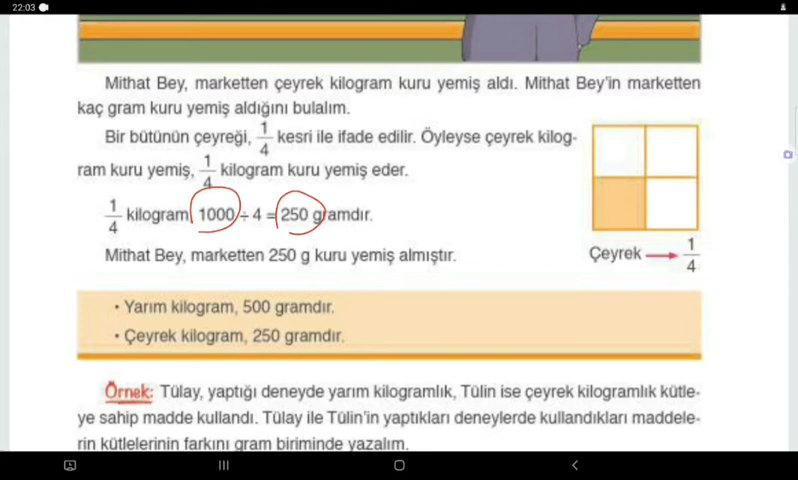 22:03
Mithat Bey, marketten çeyrek kilogram kuru yemiş aldı. Mithat Bey'in marketten
kaç gram kuru yemiş aldığını bulalım.
Bir bütünün çeyreği, 1/4 kesri ile ifade edilir. Öyleyse çeyrek kilog-
ram kuru yemiş, 1/4 kilogram kuru yemiş eder.
1/4 kilogram 1000 ÷ 4 = 250 gramdır.
Mithat Bey, marketten 250 g kuru yemiş almıştır.
Çeyrek → 1/4
• Yarım kilogram, 500 gramdır.
• Çeyrek kilogram, 250 gramdır.
Örnek: Tülay, yaptığı deneyde yarım kilogramlık, Tülin ise çeyrek kilogramlık kütle-
ye sahip madde kullandı. Tülay ile Tülin'in yaptıkları deneylerde kullandıkları maddele-
rin kütlelerinin farkını gram biriminde yazalım.